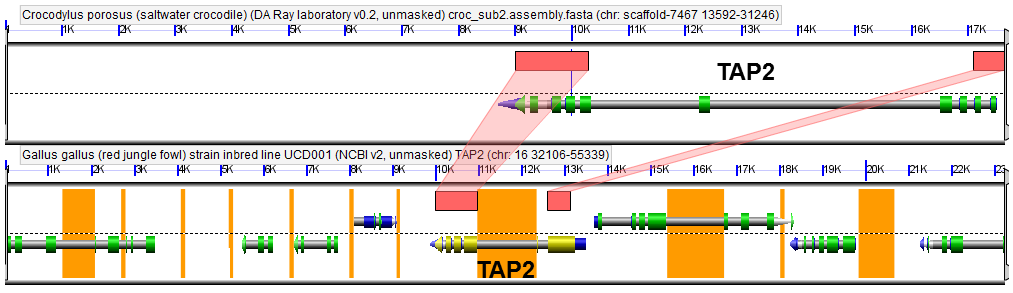 Crocodylus porosus (saltwater crocodile) (DA Ray laboratory v0.2, unmasked) croc_sub2.assembly.fasta (chr: scaffold-7467 13592-31246)
1K 2K 3K 4K 5K 6K 7K 8K 9K 10K 11K 12K 13K 14K 15K 16K 17K
TAP2
Gallus gallus (red jungle fowl) strain inbred line UCD001 (NCBI v2, unmasked) TAP2 (chr: 16 32106-55339)
1K 2K 3K 4K 5K 6K 7K 8K 9K 10K 11K 12K 13K 14K 15K 16K 17K 18K 19K 20K 21K 22K 23
TAP2